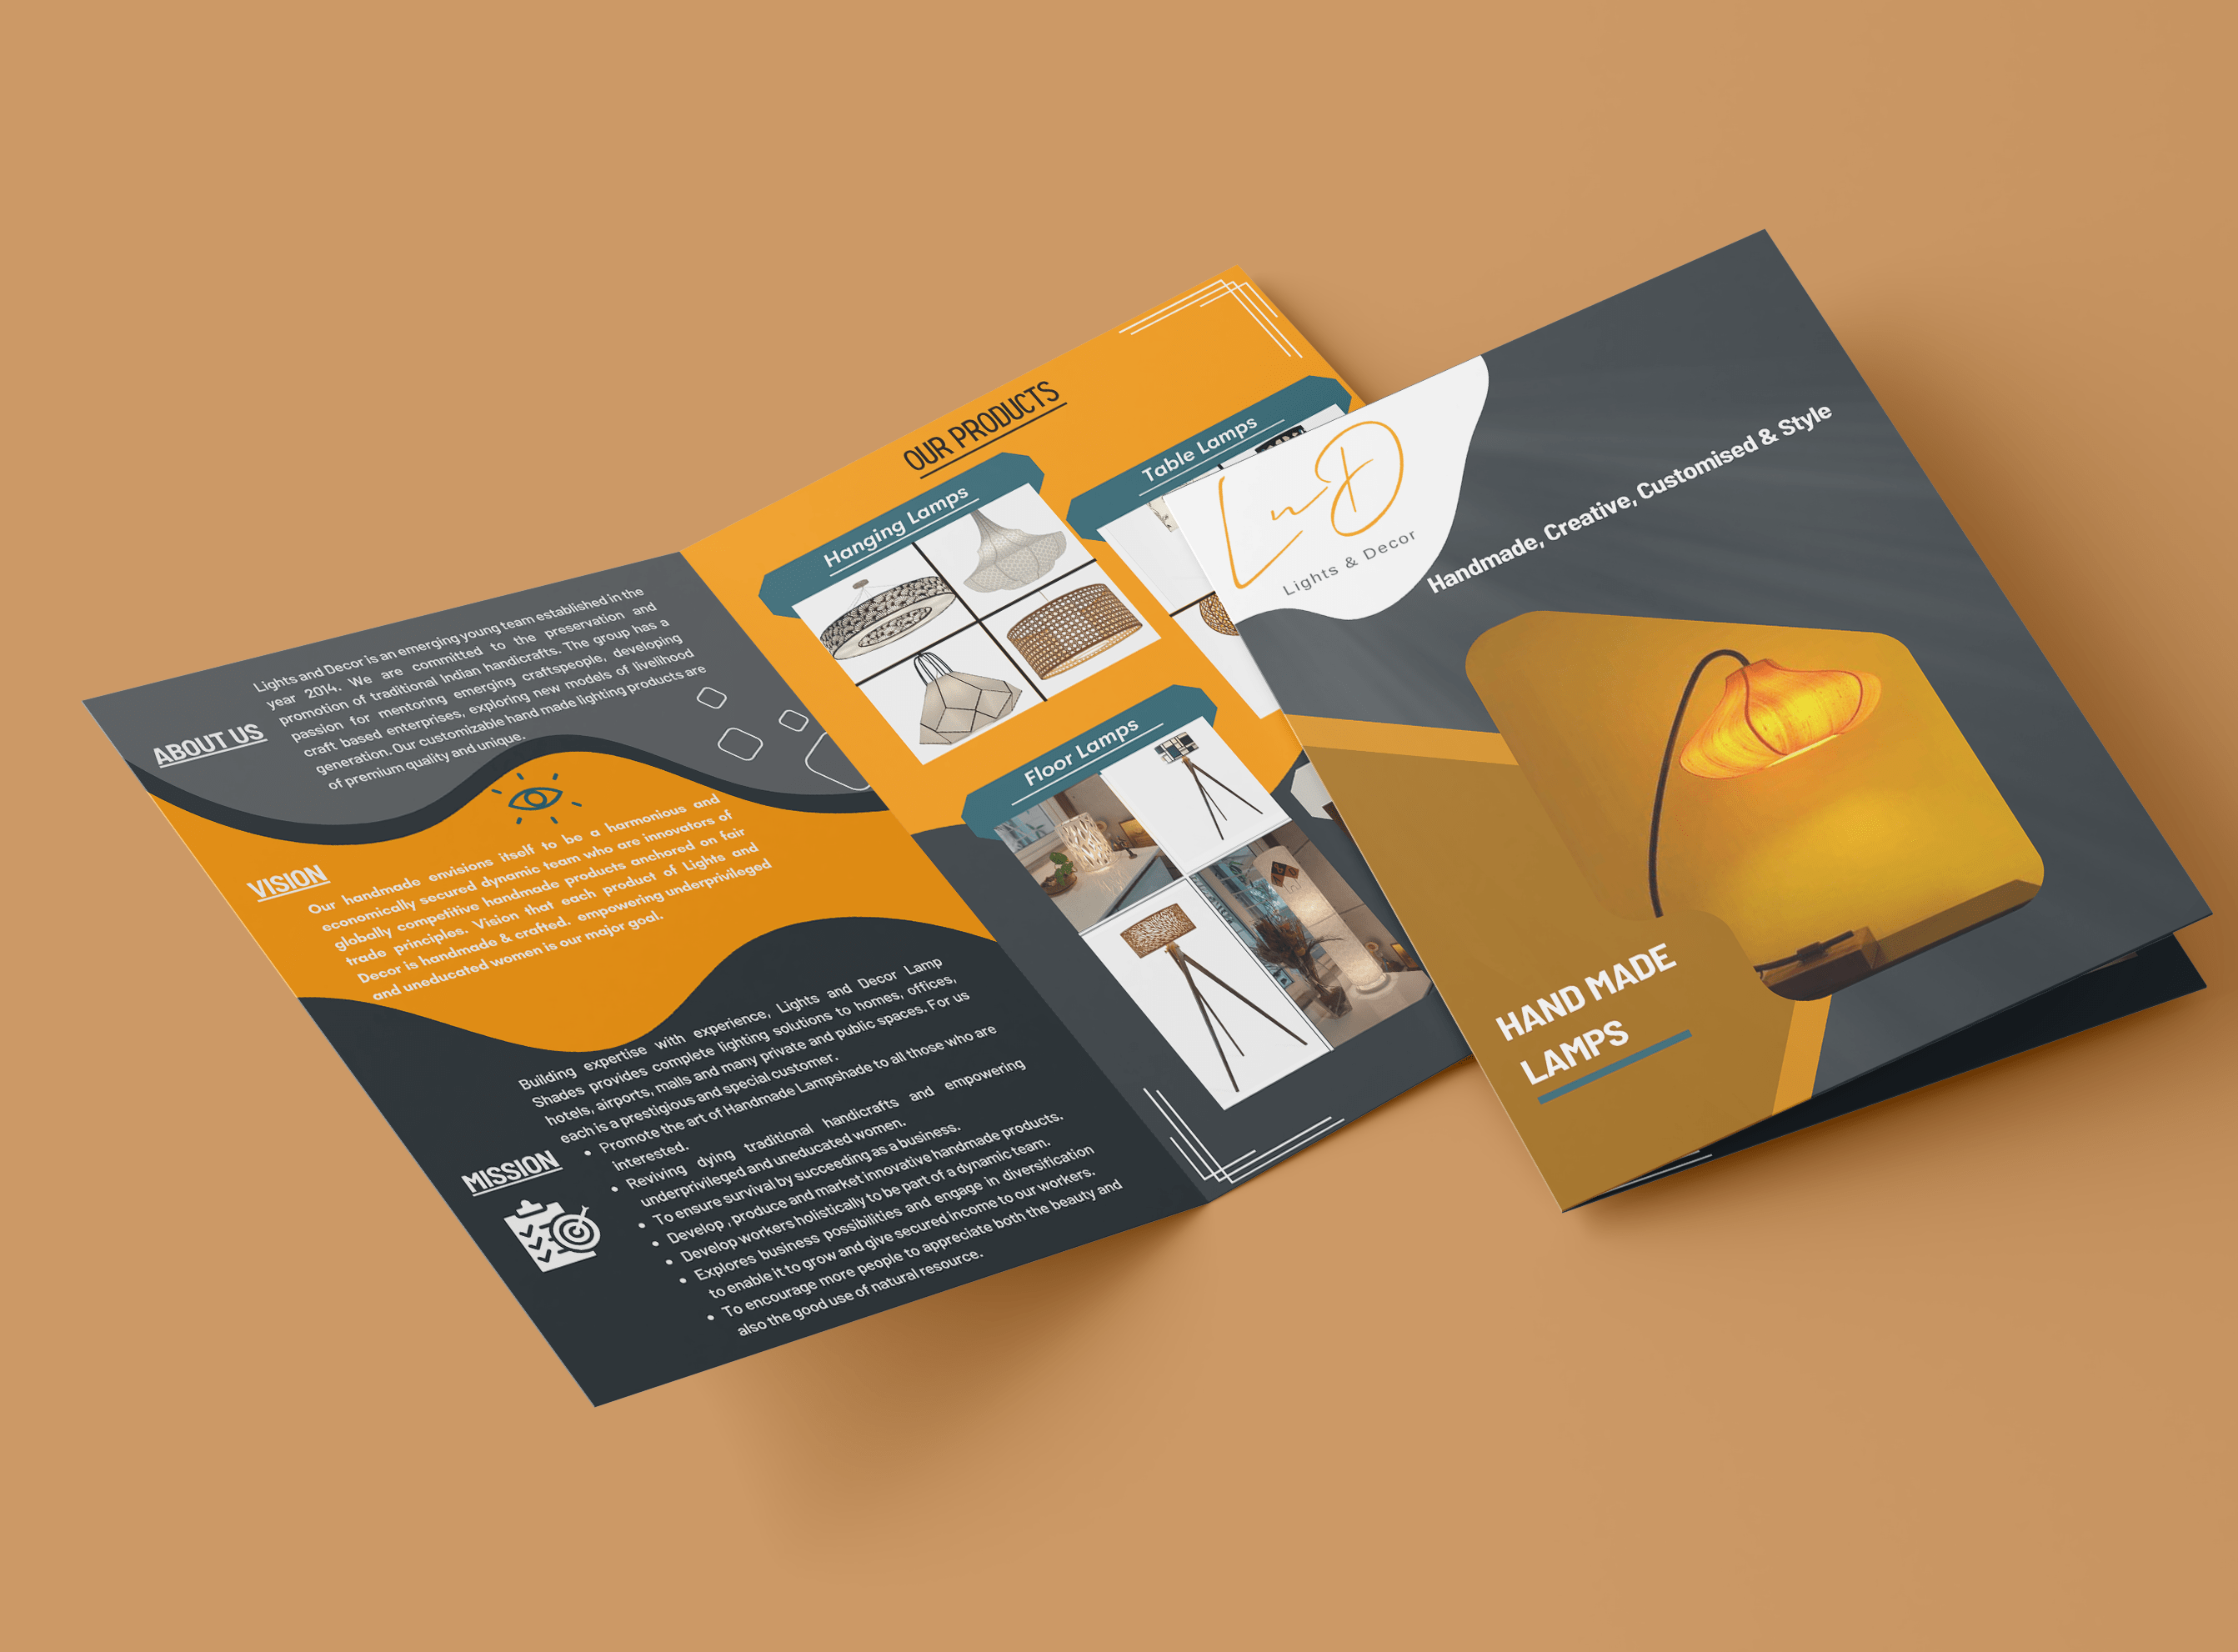 ABOUT US
Lights and Decor is an emerging young team established in the
year 2014. We are committed to the preservation and
promotion of traditional Indian handicrafts. The group has a
passion for mentoring emerging craftspeople, developing
craft based enterprises, exploring new models of livelihood
generation. Our customizable hand made lighting products are
of premium quality and unique.
VISION
Our handmade envisions itself to be a harmonious and
economically secured dynamic team who are innovators of
globally competitive handmade products anchored on fair
trade principles. Vision that each product of Lights and
Decor is handmade & crafted. empowering underprivileged
and uneducated women is our major goal.
MISSION
Building expertise with experience, Lights and Decor Lamp
Shades provides complete lighting solutions to homes, offices,
hotels, airports, malls and many private and public spaces. For us
each is a prestigious and special customer.
• Promote the art of Handmade Lampshade to all those who are
interested.
• Reviving dying traditional handicrafts and empowering
underprivileged and uneducated women.
• To ensure survival by succeeding as a business.
• Develop , produce and market innovative handmade products.
• Develop workers holistically to be part of a dynamic team.
• Explores business possibilities and engage in diversification
to enable it to grow and give secured income to our workers.
• To encourage more people to appreciate both the beauty and
also the good use of natural resource.
OUR PRODUCTS
Hanging Lamps
Table Lamps
Floor Lamps
LnD
Lights & Decor
Handmade, Creative, Customised & Style
HAND MADE
LAMPS